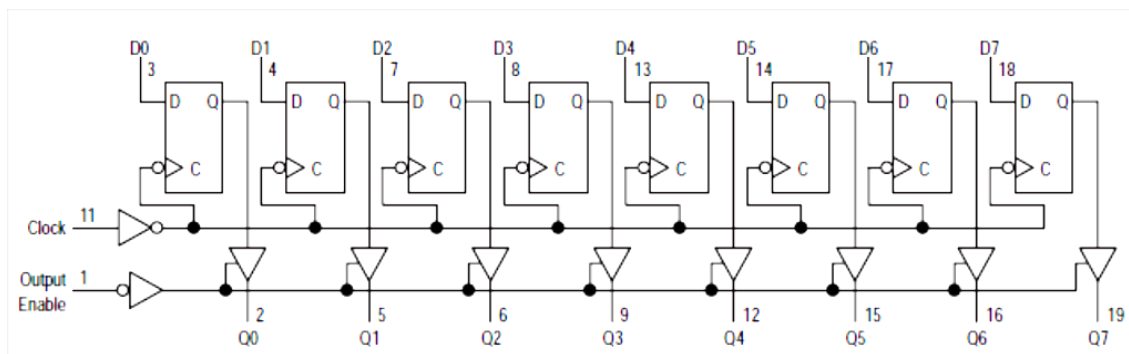 D0 D1 D2 D3 D4 D5 D6 D7
3 4 7 8 13 14 17 18
D Q D Q D Q D Q D Q D Q D Q D Q
C C C C C C C C
Clock 11
Output 1
Enable
2 5 6 9 12 15 16 19
Q0 Q1 Q2 Q3 Q4 Q5 Q6 Q7